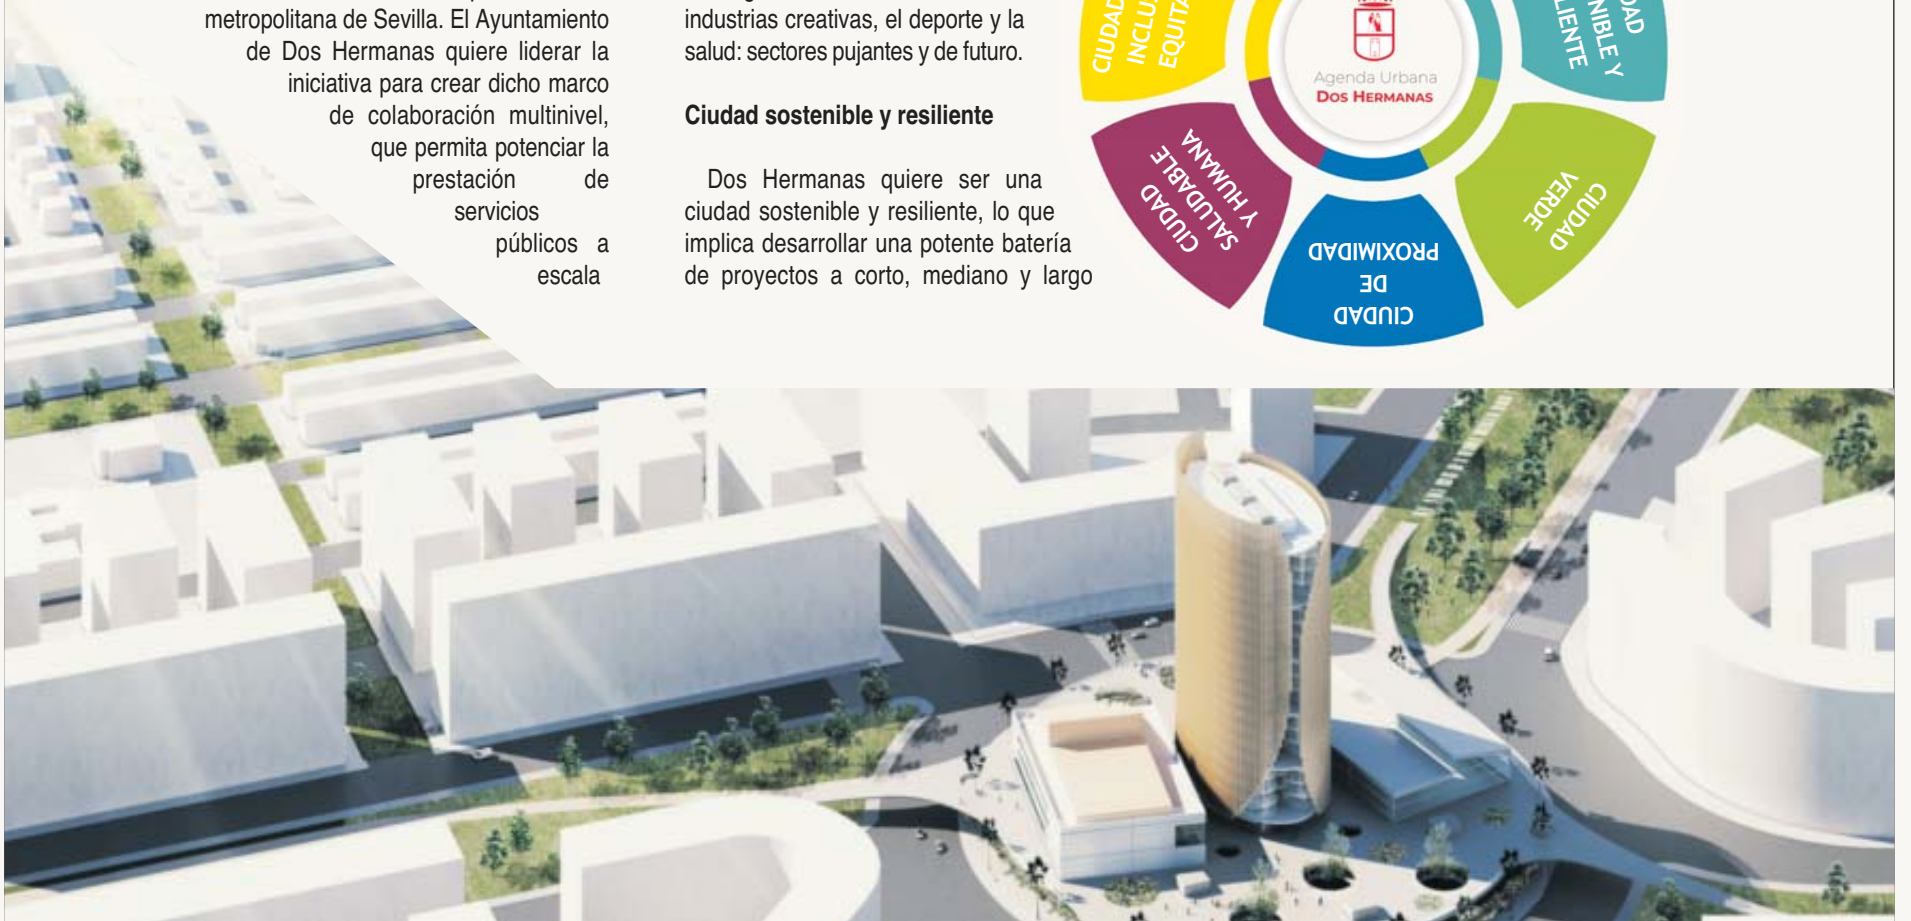 metropolitana de Sevilla. El Ayuntamiento
de Dos Hermanas quiere liderar la
iniciativa para crear dicho marco
de colaboración multinivel,
que permita potenciar la
prestación de
servicios
públicos a
escala
industrias creativas, el deporte y la
salud: sectores pujantes y de futuro.
Ciudad sostenible y resiliente
Dos Hermanas quiere ser una
ciudad sostenible y resiliente, lo que
implica desarrollar una potente batería
de proyectos a corto, mediano y largo
CIUDAD
Y
Agenda Urbana
DOS HERMANAS
CIUDAD
SALUDABLE
Y HUMANA
CIUDAD
DE
PROXIMIDAD
CIUDAD
VERDE